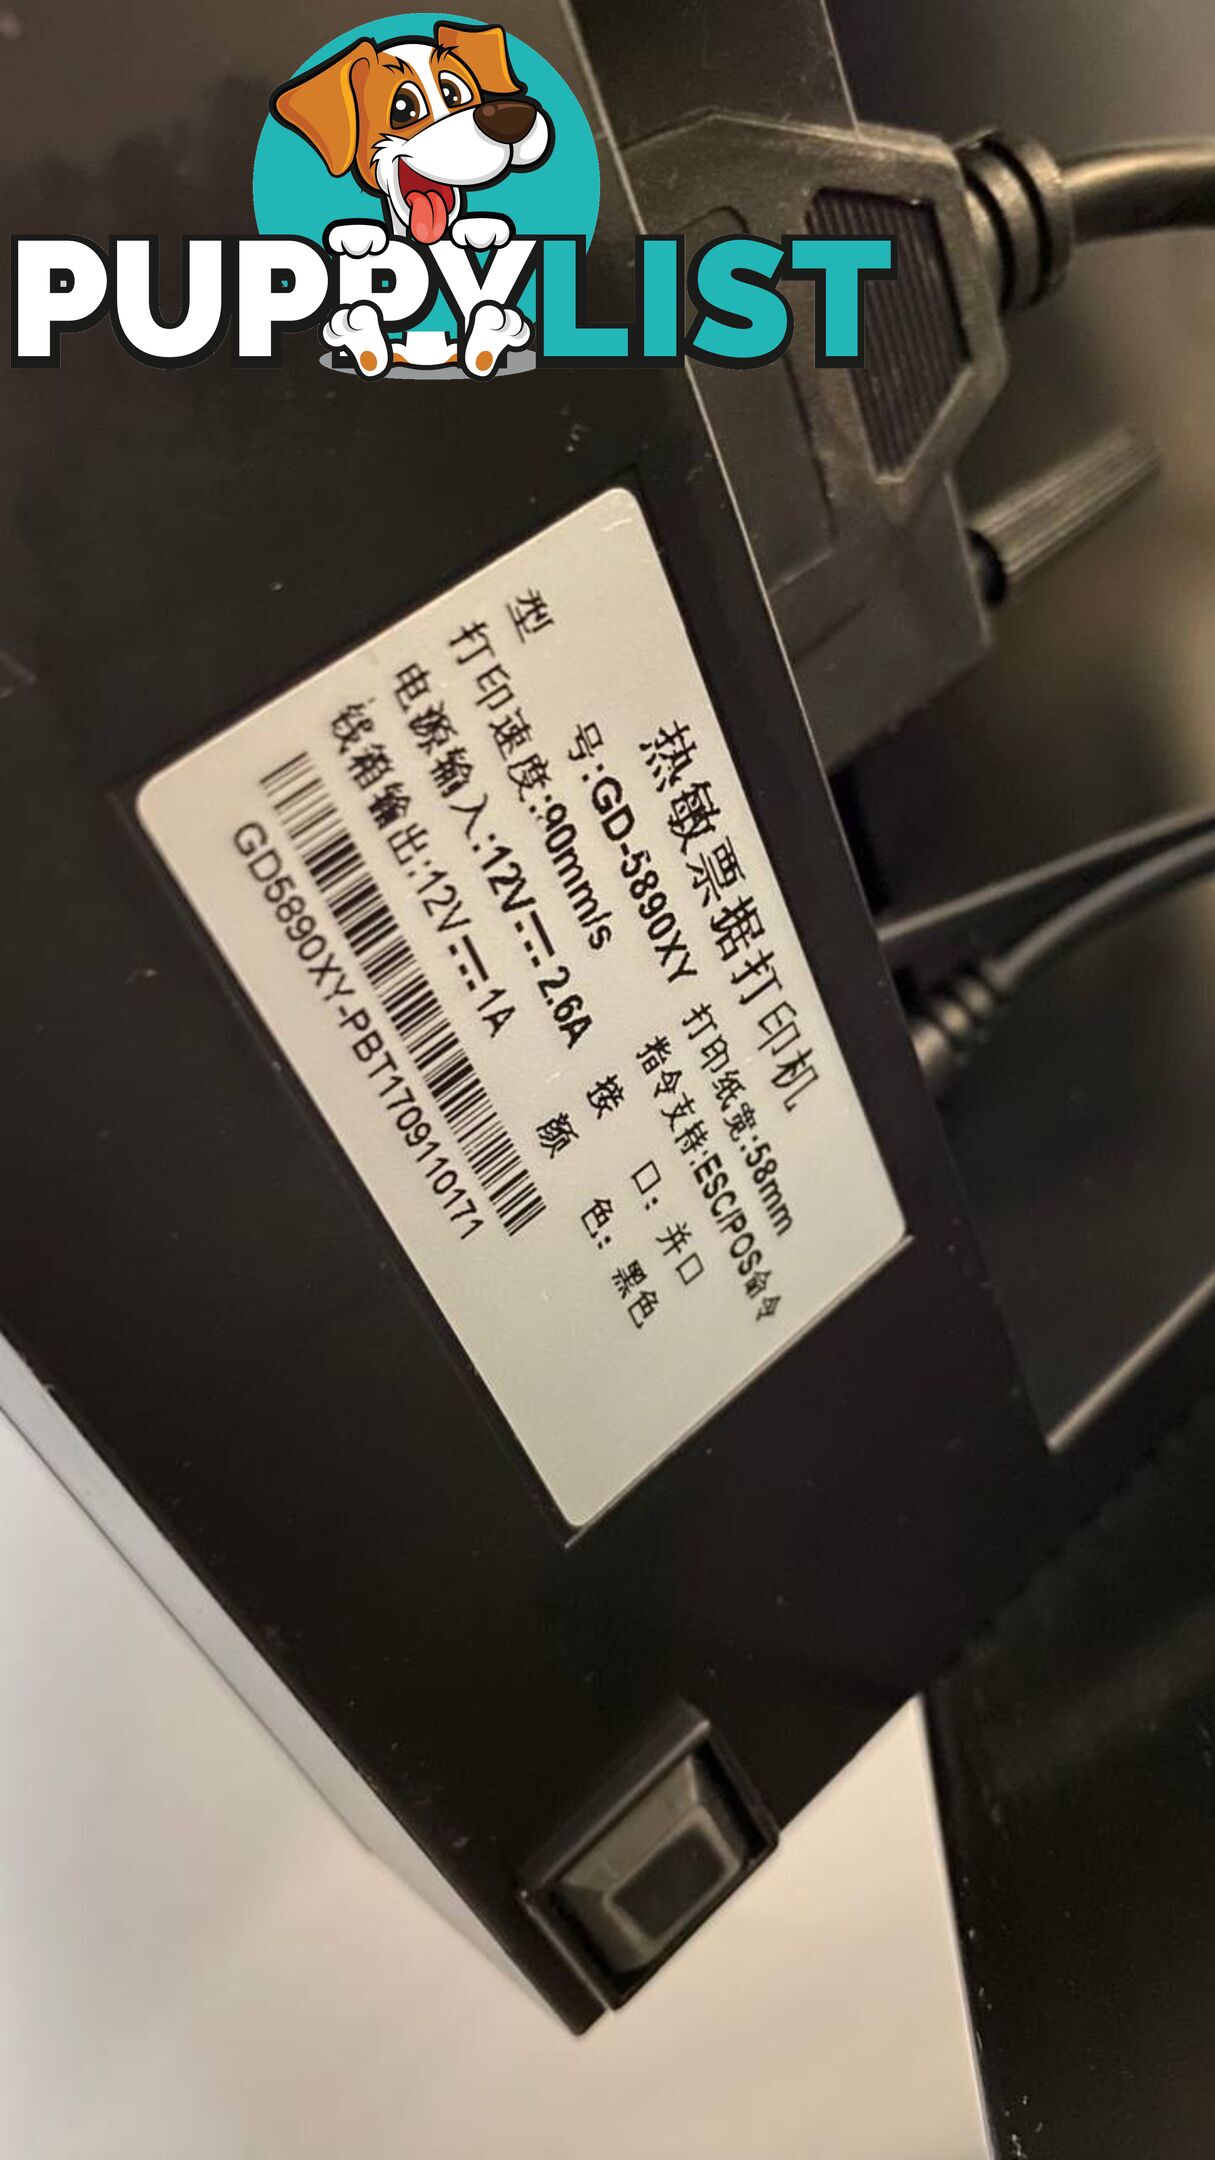 PUPPYLIST
热敏票据打印机
型号:GD-5890XY 打印纸宽:58mm
打印速度:90mm/s 指令支持:ESC/POS命令
电源输入:12V⎓2.6A 接口:并口
钱箱输出:12V⎓1A 颜色:黑色
GD5890XY-PBT1709110171